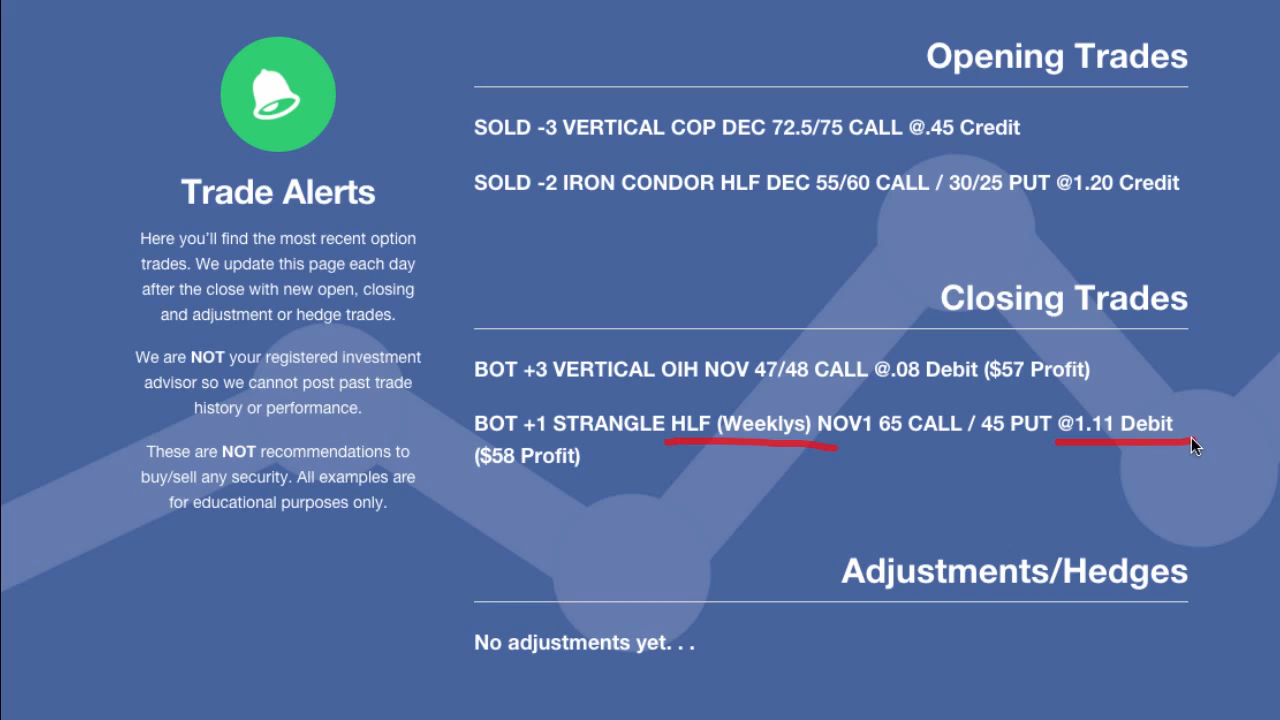 Trade Alerts
Here you’ll find the most recent option
trades. We update this page each day
after the close with new open, closing
and adjustment or hedge trades.
We are NOT your registered investment
advisor so we cannot post past trade
history or performance.
These are NOT recommendations to
buy/sell any security. All examples are
for educational purposes only.
Opening Trades
SOLD -3 VERTICAL COP DEC 72.5/75 CALL @.45 Credit
SOLD -2 IRON CONDOR HLF DEC 55/60 CALL / 30/25 PUT @1.20 Credit
Closing Trades
BOT +3 VERTICAL OIH NOV 47/48 CALL @.08 Debit ($57 Profit)
BOT +1 STRANGLE HLF (Weeklys) NOV1 65 CALL / 45 PUT @1.11 Debit
($58 Profit)
Adjustments/Hedges
No adjustments yet. . .